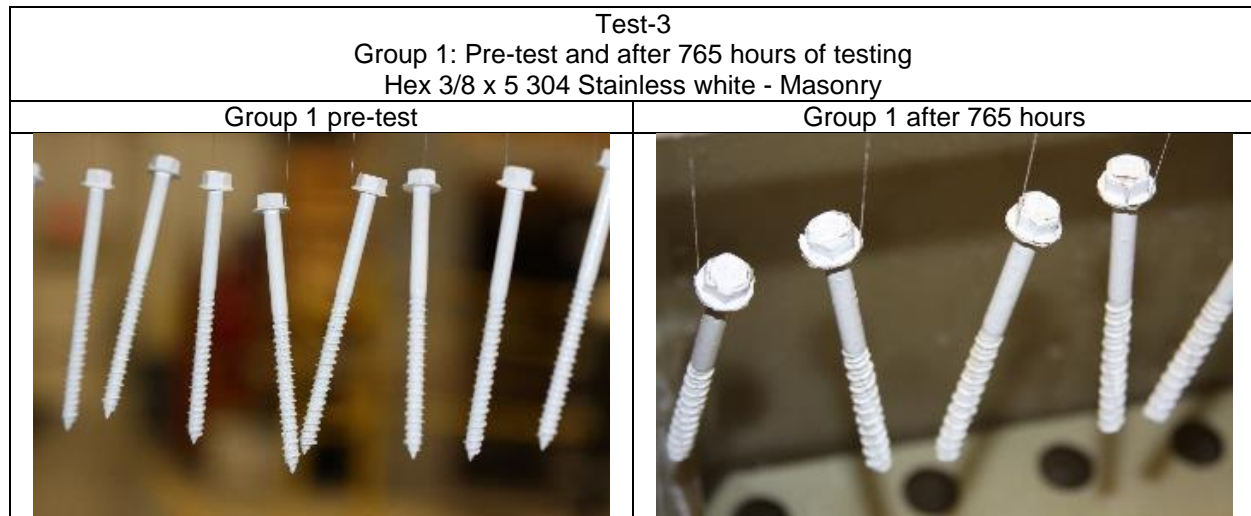 Test-3
Group 1: Pre-test and after 765 hours of testing
Hex 3/8 x 5 304 Stainless white - Masonry
Group 1 pre-test
Group 1 after 765 hours